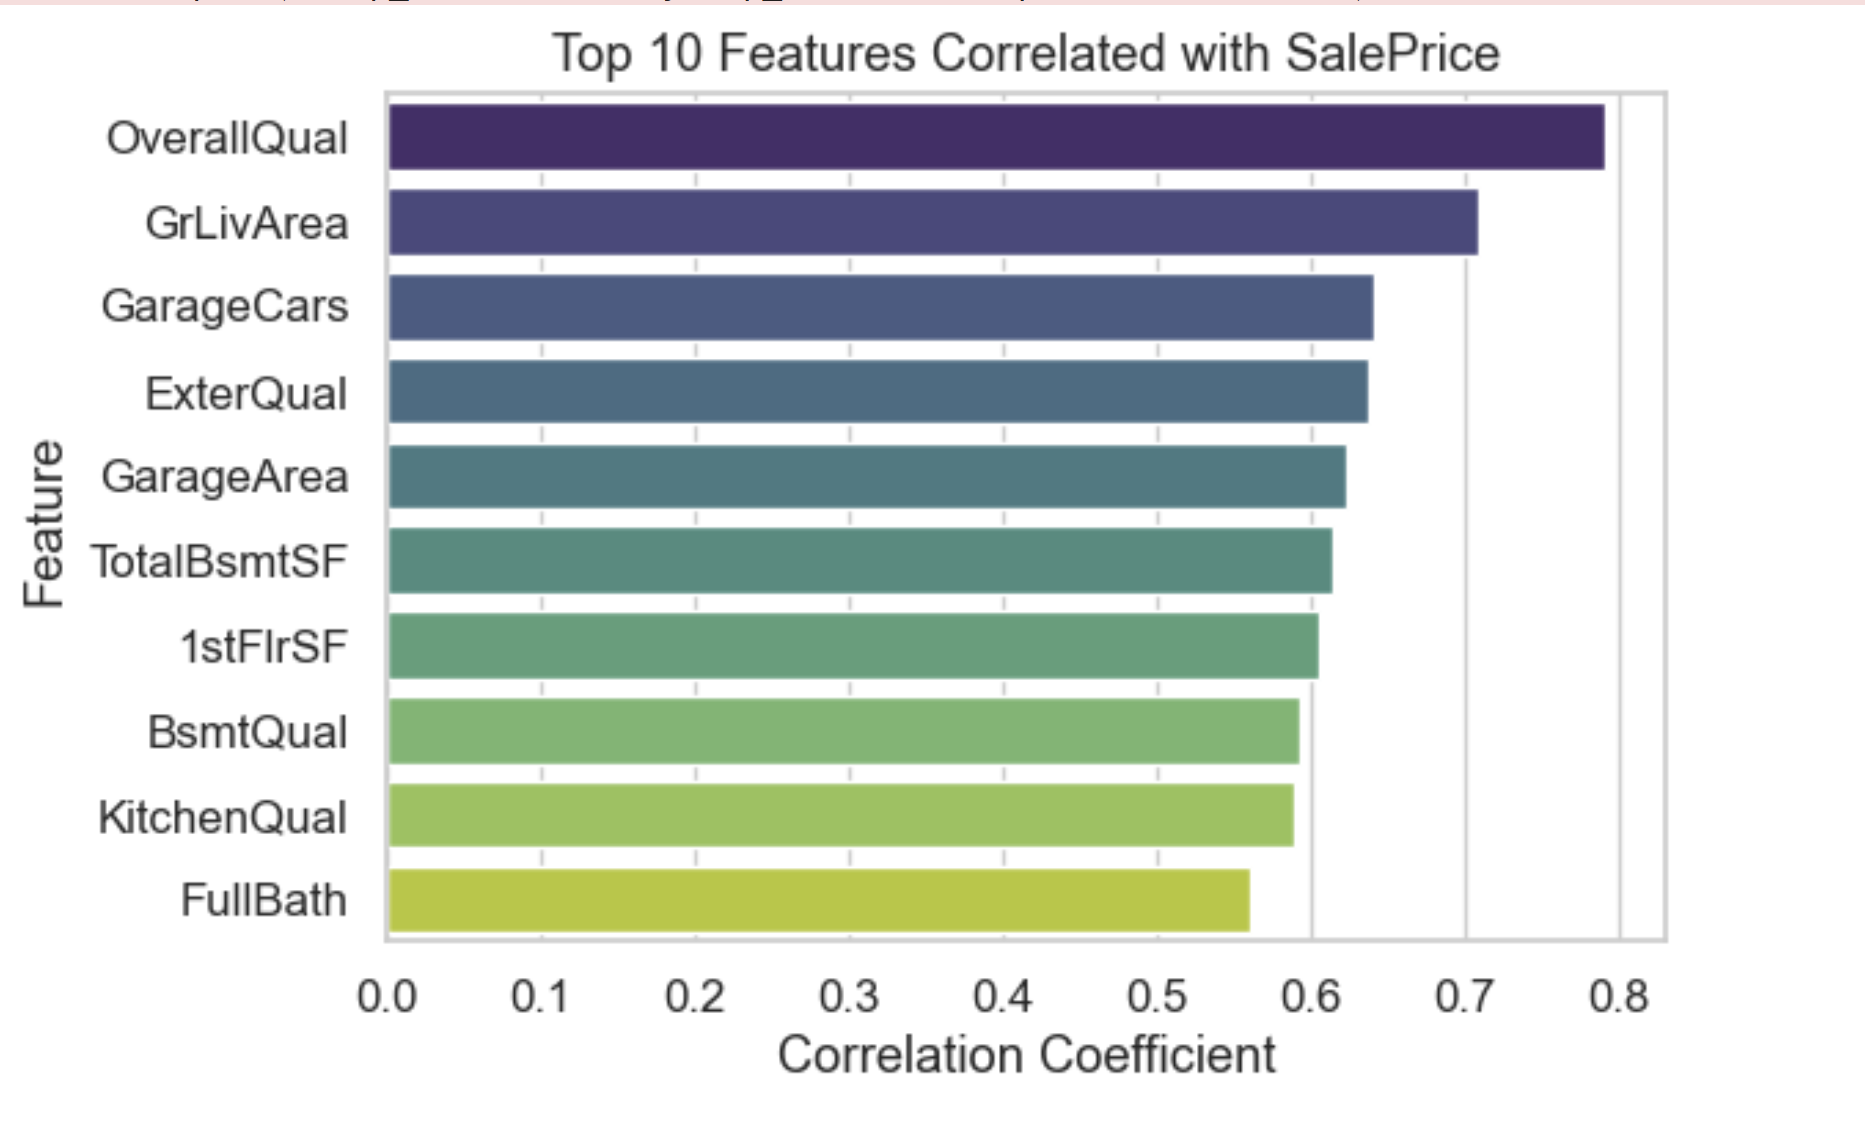 Top 10 Features Correlated with SalePrice
OverallQual
GrLivArea
GarageCars
ExterQual
GarageArea
TotalBsmtSF
1stFlrSF
BsmtQual
KitchenQual
FullBath
Feature
0.0 0.1 0.2 0.3 0.4 0.5 0.6 0.7 0.8
Correlation Coefficient